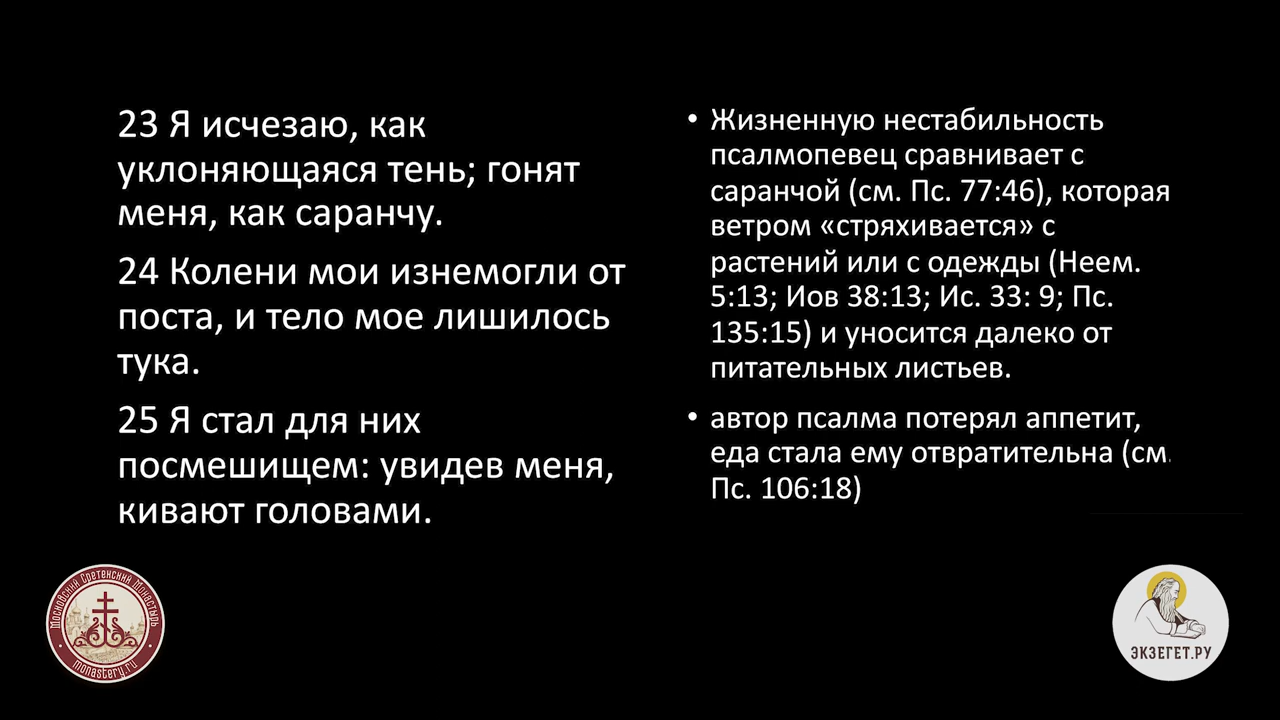 23 Я исчезаю, как
уклоняющаяся тень; гонят
меня, как саранчу.
24 Колени мои изнемогли от
поста, и тело мое лишилось
тука.
25 Я стал для них
посмешищем: увидев меня,
кивают головами.
• Жизненную нестабильность
псалмопевец сравнивает с
саранчой (см. Пс. 77:46), которая
ветром «стряхивается» с
растений или с одежды (Неем.
5:13; Иов 38:13; Ис. 33: 9; Пс.
135:15) и уносится далеко от
питательных листьев.
• автор псалма потерял аппетит,
еда стала ему отвратительна (см.
Пс. 106:18)
Московский Сретенский Монастырь
monastery.ru
ЭКЗЕГЕТ.РУ